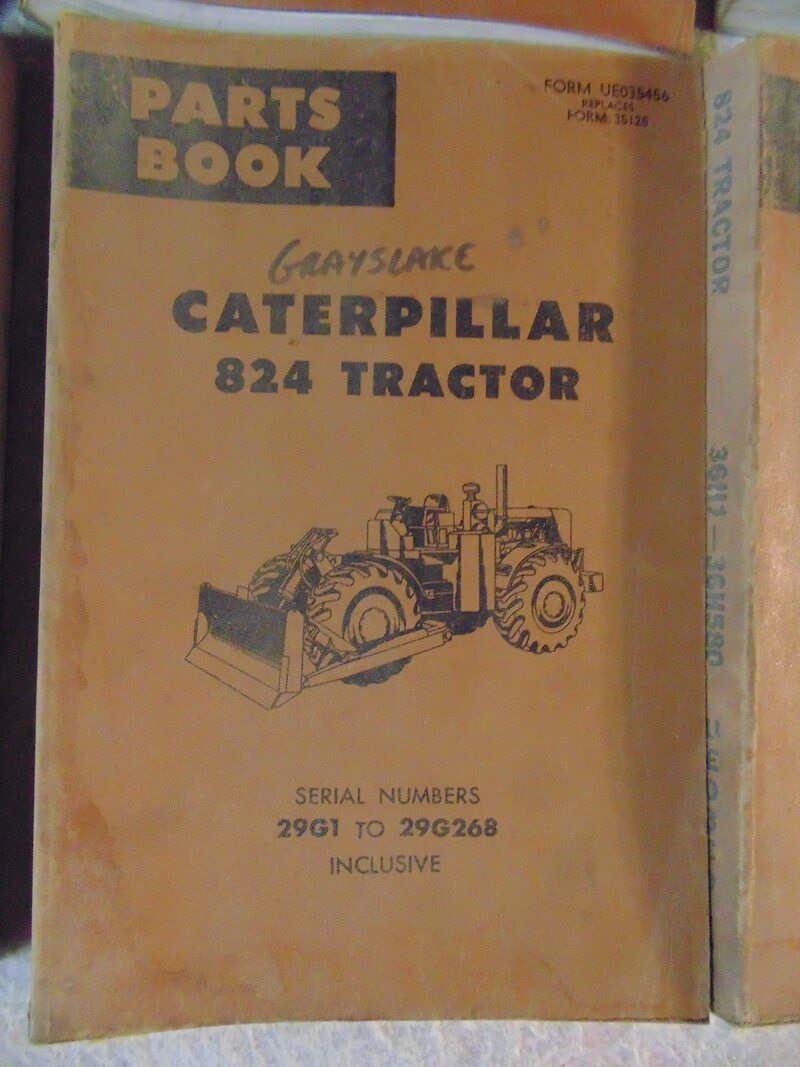 PARTS
BOOK
FORM UE035456
REPLACES
FORM 35128
GRAYSLAKE
CATERPILLAR
824 TRACTOR
SERIAL NUMBERS
29G1 TO 29G268
INCLUSIVE
824 TRACTOR